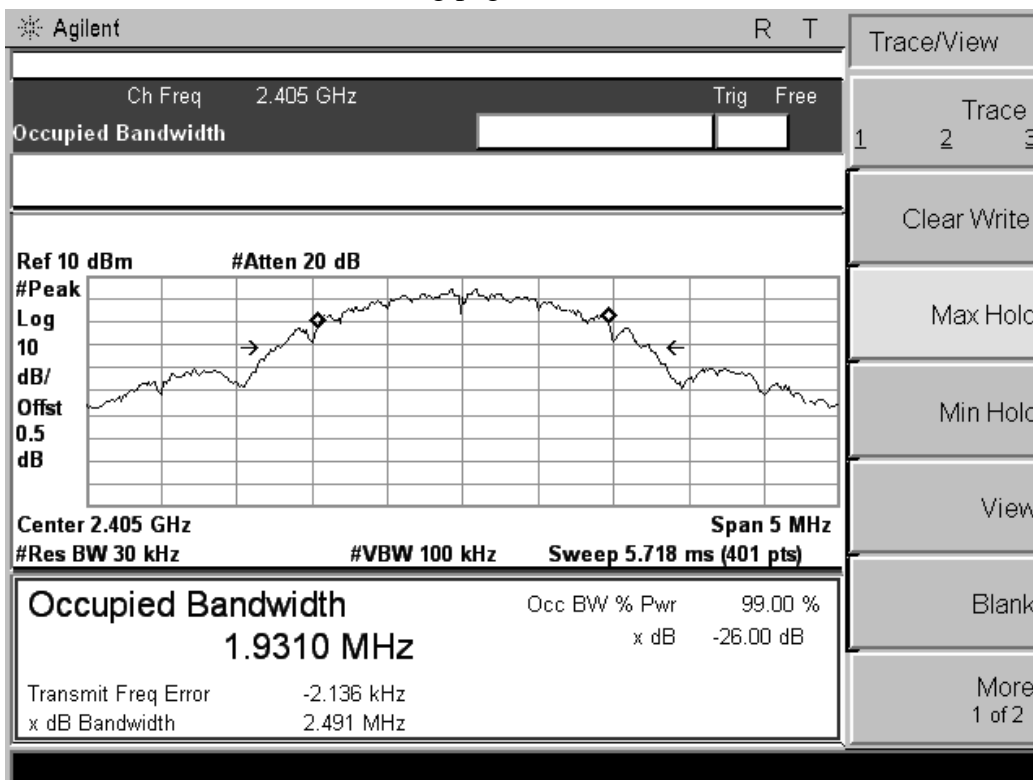 Agilent R T
Trace/View
Ch Freq 2.405 GHz Trig Free
Occupied Bandwidth
Trace
1 2 3
Clear Write
Ref 10 dBm #Atten 20 dB
#Peak
Log
10
dB/
Offst
0.5
dB
Max Hold
Min Hold
Center 2.405 GHz Span 5 MHz
#Res BW 30 kHz #VBW 100 kHz Sweep 5.718 ms (401 pts)
View
Occupied Bandwidth Occ BW % Pwr 99.00 %
1.9310 MHz x dB -26.00 dB
Transmit Freq Error -2.136 kHz
x dB Bandwidth 2.491 MHz
Blank
More
1 of 2